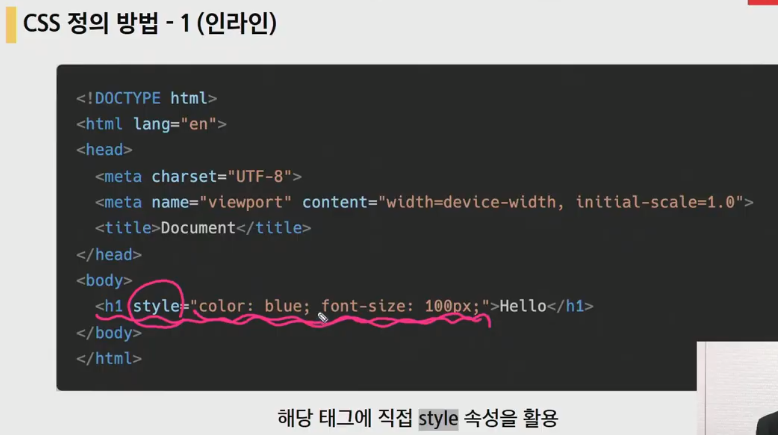 CSS 정의 방법 - 1 (인라인)
<!DOCTYPE html>
<html lang="en">
<head>
<meta charset="UTF-8">
<meta name="viewport" content="width=device-width, initial-scale=1.0">
<title>Document</title>
</head>
<body>
<h1 style="color: blue; font-size: 100px;">Hello</h1>
</body>
</html>
해당 태그에 직접 style 속성을 활용